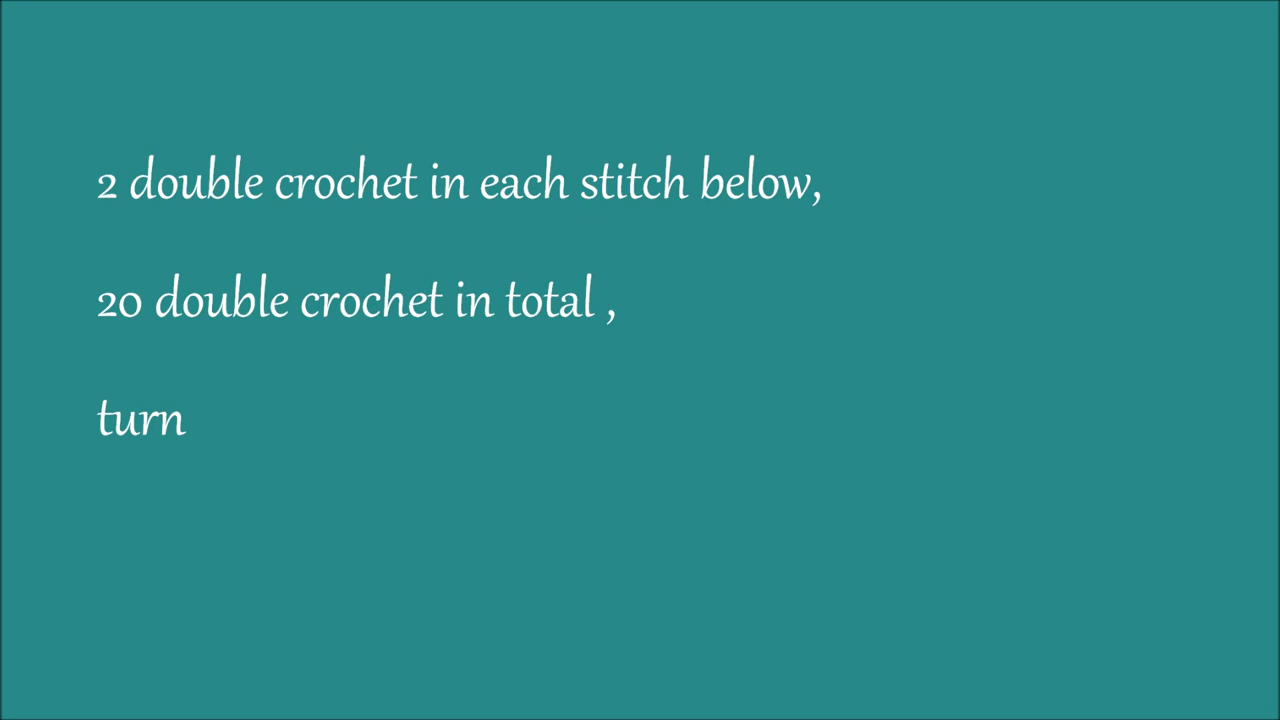 2 double crochet in each stitch below,
20 double crochet in total ,
turn